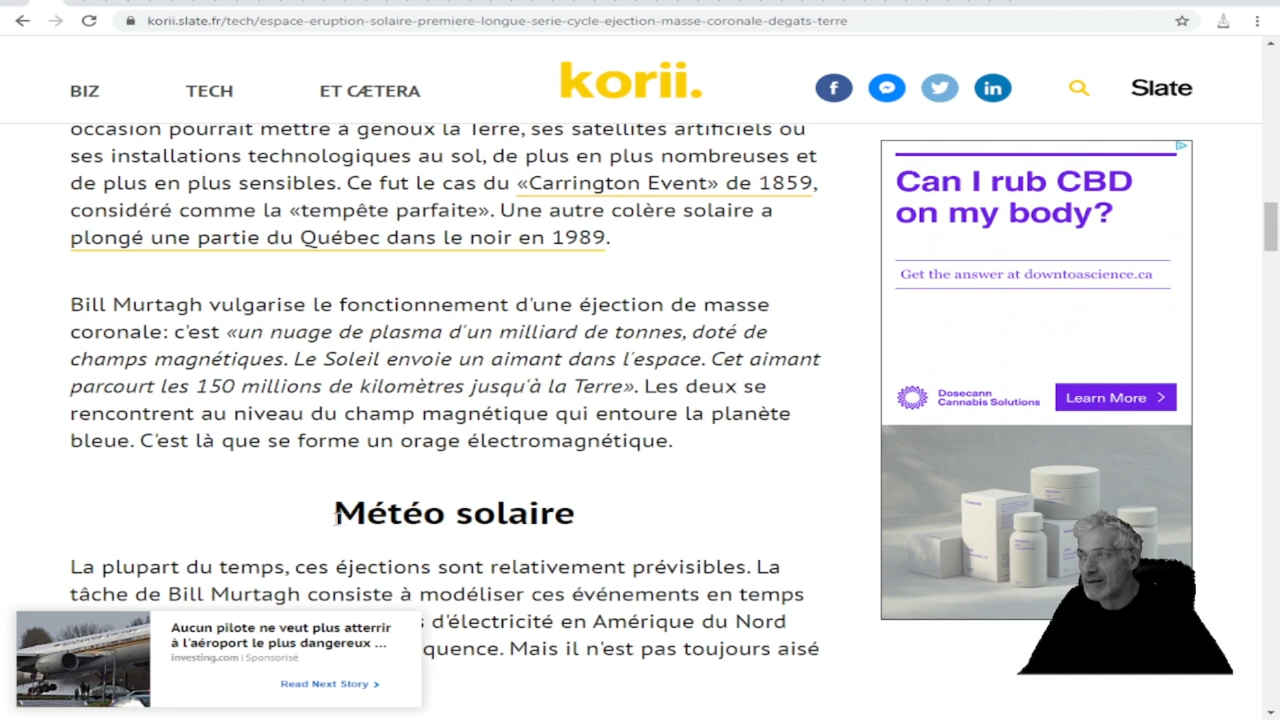 korii.slate.fr/tech/espace-eruption-solaire-premiere-longue-serie-cycle-ejection-masse-coronale-degats-terre
BIZ
TECH
ET CÆTERA
korii.
Slate
occasion pourrait mettre à genoux la Terre, ses satellites artificiels ou
ses installations technologiques au sol, de plus en plus nombreuses et
de plus en plus sensibles. Ce fut le cas du «Carrington Event» de 1859,
considéré comme la «tempête parfaite». Une autre colère solaire a
plongé une partie du Québec dans le noir en 1989.
Bill Murtagh vulgarise le fonctionnement d'une éjection de masse
coronale: c'est «un nuage de plasma d'un milliard de tonnes, doté de
champs magnétiques. Le Soleil envoie un aimant dans l'espace. Cet aimant
parcourt les 150 millions de kilomètres jusqu'à la Terre». Les deux se
rencontrent au niveau du champ magnétique qui entoure la planète
bleue. C'est là que se forme un orage électromagnétique.
Météo solaire
La plupart du temps, ces éjections sont relativement prévisibles. La
tâche de Bill Murtagh consiste à modéliser ces événements en temps
s d'électricité en Amérique du Nord
quence. Mais il n'est pas toujours aisé
Aucun pilote ne veut plus atterrir
à l'aéroport le plus dangereux ...
investing.com | Sponsorisé
Read Next Story >
Can I rub CBD
on my body?
Get the answer at downtoascience.ca
Dosecann
Cannabis Solutions
Learn More >